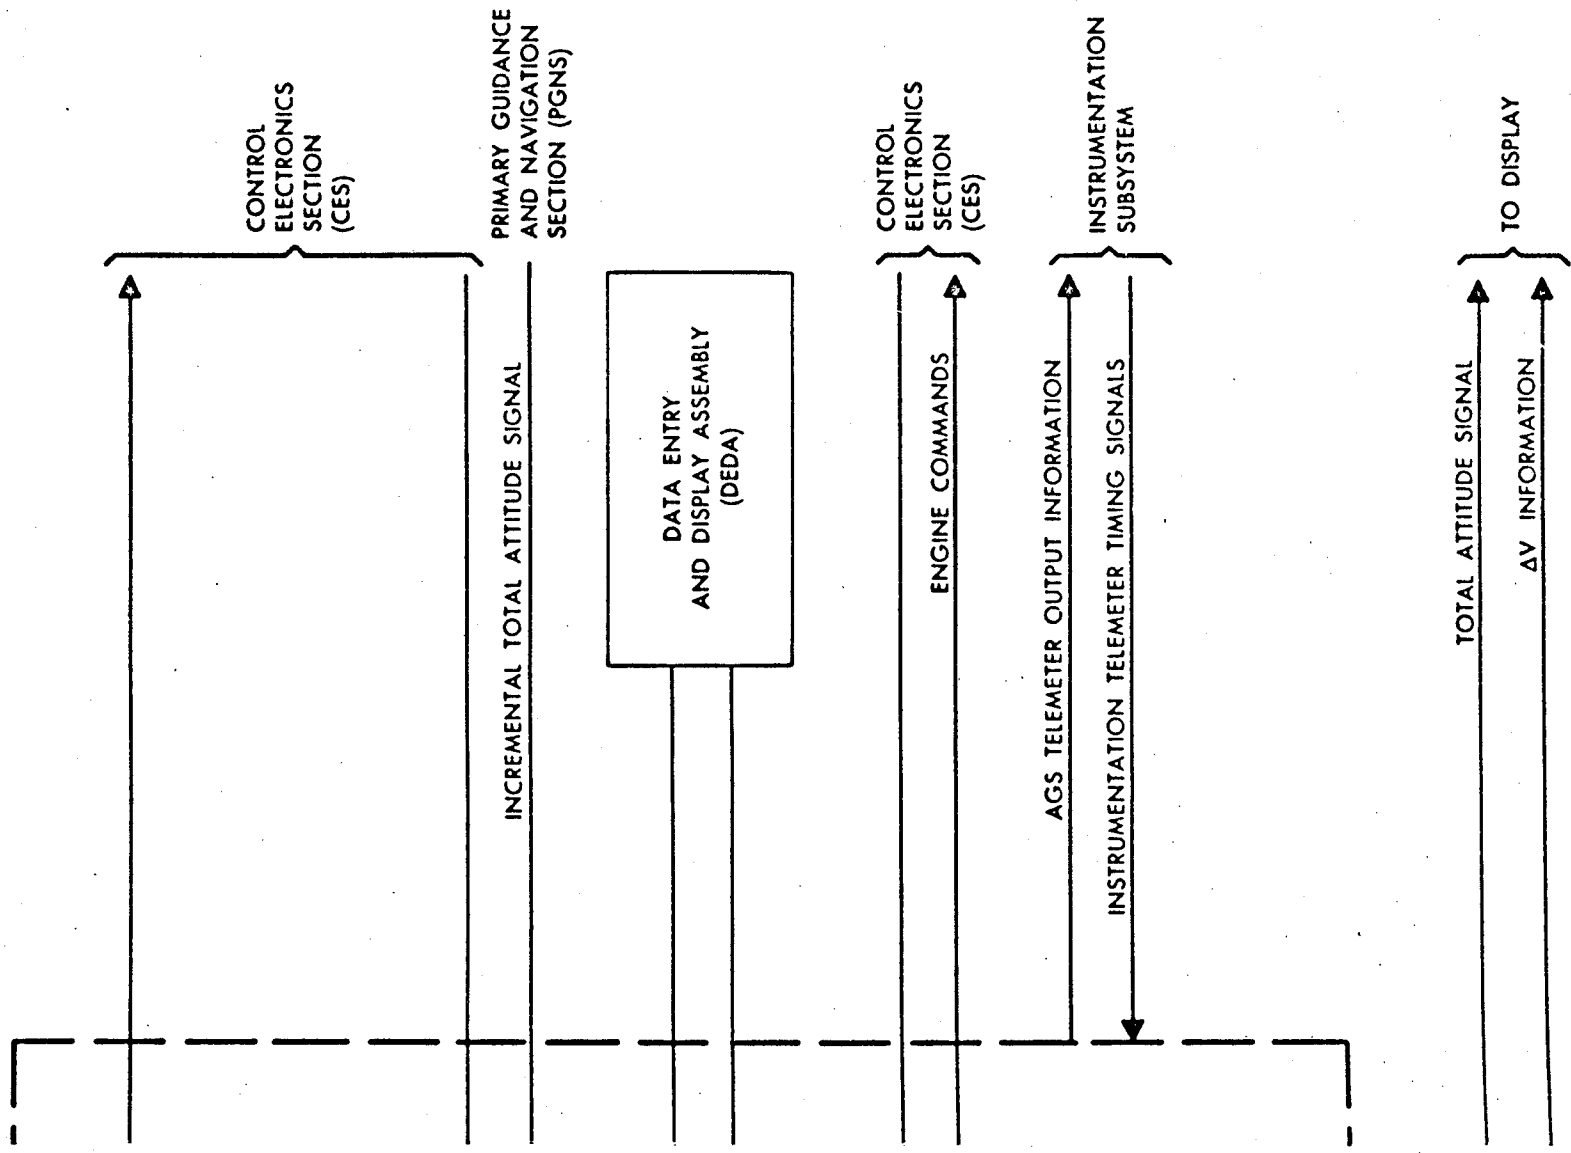 CONTROL
ELECTRONICS
SECTION
(CES)
PRIMARY GUIDANCE
AND NAVIGATION
SECTION (PGNS)
INCREMENTAL TOTAL ATTITUDE SIGNAL
DATA ENTRY
AND DISPLAY ASSEMBLY
(DEDA)
CONTROL
ELECTRONICS
SECTION
(CES)
ENGINE COMMANDS
INSTRUMENTATION
SUBSYSTEM
AGS TELEMETER OUTPUT INFORMATION
INSTRUMENTATION TELEMETER TIMING SIGNALS
TO DISPLAY
TOTAL ATTITUDE SIGNAL
ΔV INFORMATION